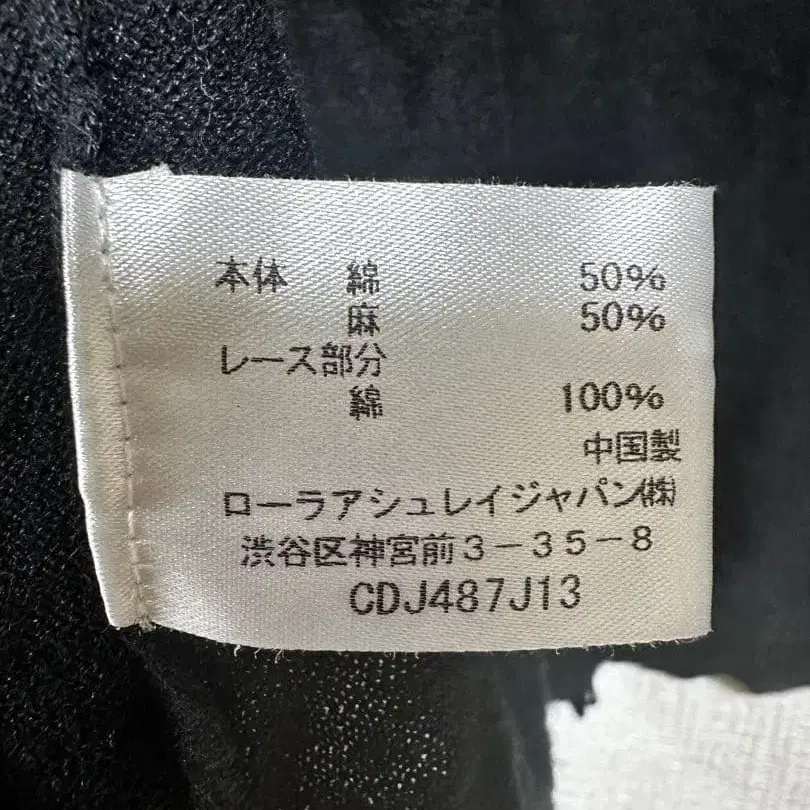 本体 綿 50%
麻 50%
レース部分
綿 100%
中国製
ローラアシュレイジャパン㈱
渋谷区神宮前3-35-8
CDJ487J13